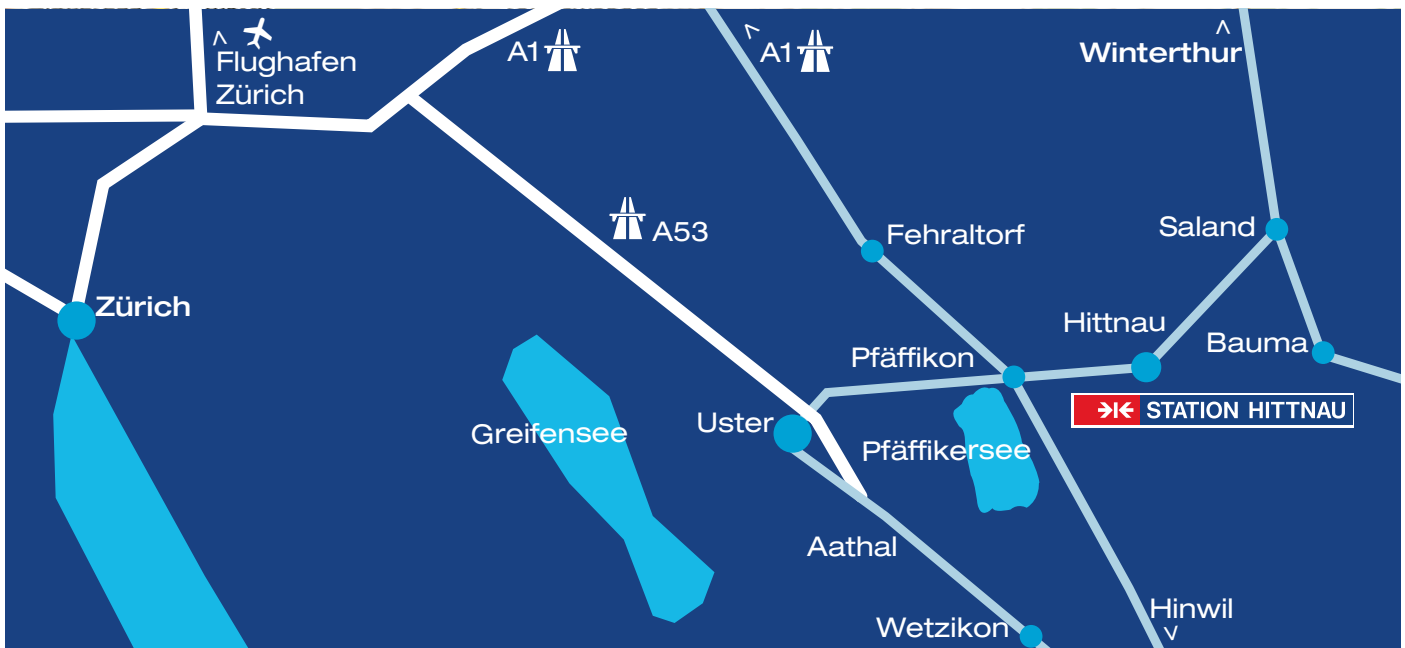 Flughafen
Zürich
A1
A1
Winterthur
A53
Fehraltorf
Saland
Zürich
Hittnau
Pfäffikon
Bauma
STATION HITTNAU
Uster
Greifensee
Pfäffikersee
Aathal
Hinwil
Wetzikon